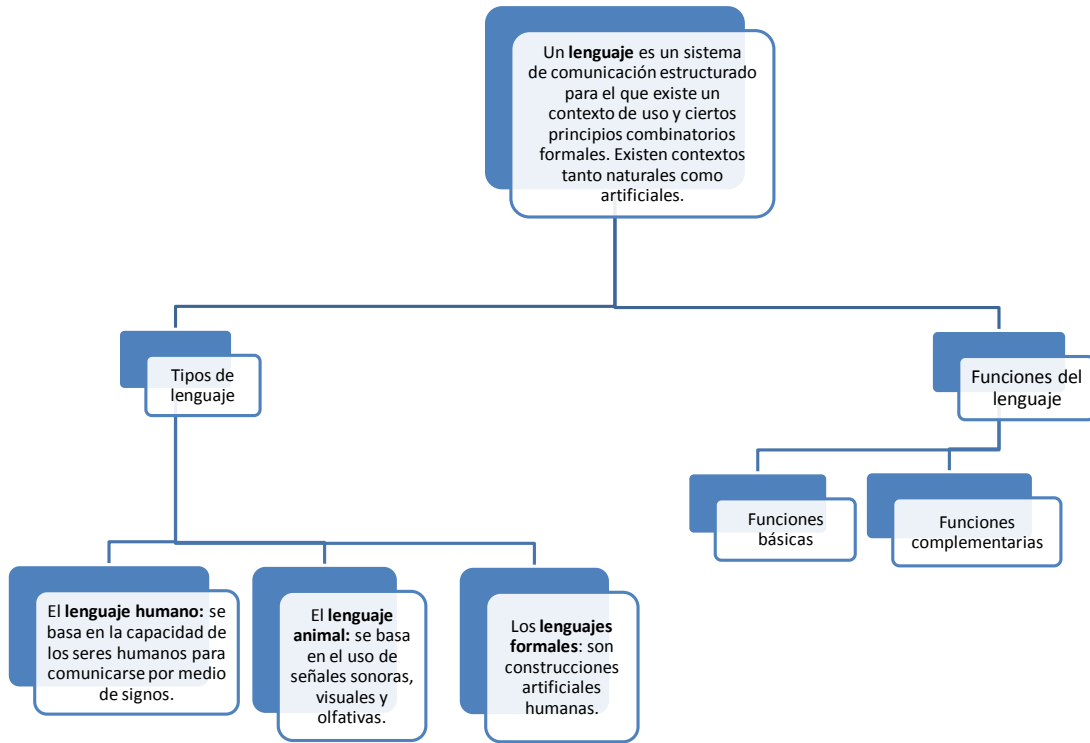 Un lenguaje es un sistema
de comunicación estructurado
para el que existe un
contexto de uso y ciertos
principios combinatorios
formales. Existen contextos
tanto naturales como
artificiales.
Tipos de
lenguaje
Funciones del
lenguaje
Funciones
básicas
Funciones
complementarias
El lenguaje humano: se
basa en la capacidad de
los seres humanos para
comunicarse por medio
de signos.
El lenguaje
animal: se basa
en el uso de
señales sonoras,
visuales y
olfativas.
Los lenguajes
formales: son
construcciones
artificiales
humanas.